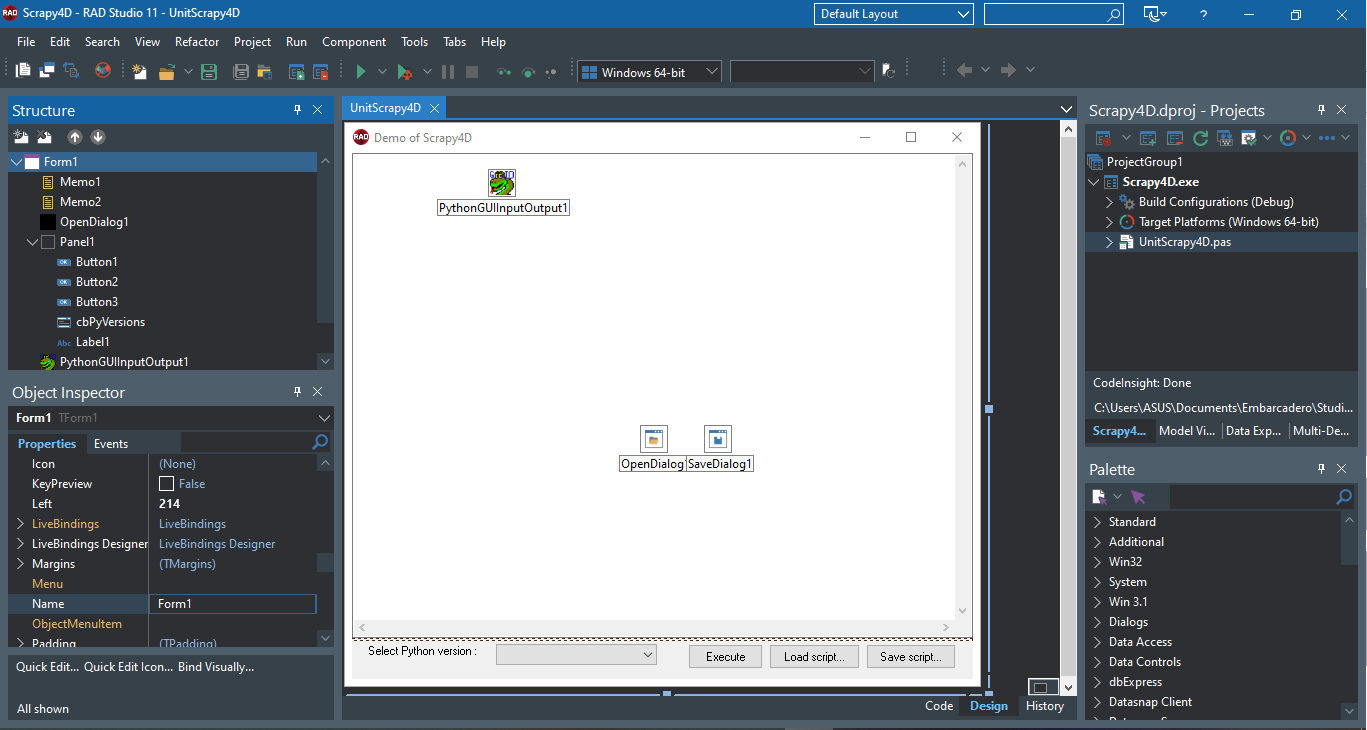 Scrapy4D - RAD Studio 11 - UnitScrapy4D
Default Layout
?
File Edit Search View Refactor Project Run Component Tools Tabs Help
Windows 64-bit
Structure
Form1
Memo1
Memo2
OpenDialog1
Panel1
Button1
Button2
Button3
cbPyVersions
Abc Label1
PythonGUIInputOutput1
Object Inspector
Form1 TForm1
Properties Events
Icon (None)
KeyPreview False
Left 214
LiveBindings LiveBindings
LiveBindings Designer LiveBindings Designer
Margins (TMargins)
Menu
Name Form1
ObjectMenuItem
Padding (TPadding)
Quick Edit... Quick Edit Icon... Bind Visually...
All shown
UnitScrapy4D
RAD Demo of Scrapy4D
PythonGUIInputOutput1
OpenDialog SaveDialog1
Select Python version :
Execute Load script... Save script...
Code Design History
Scrapy4D.dproj - Projects
ProjectGroup1
Scrapy4D.exe
Build Configurations (Debug)
Target Platforms (Windows 64-bit)
UnitScrapy4D.pas
CodeInsight: Done
C:\Users\ASUS\Documents\Embarcadero\Studi...
Scrapy4... Model Vi... Data Exp... Multi-De...
Palette
Standard
Additional
Win32
System
Win 3.1
Dialogs
Data Access
Data Controls
dbExpress
Datasnap Client